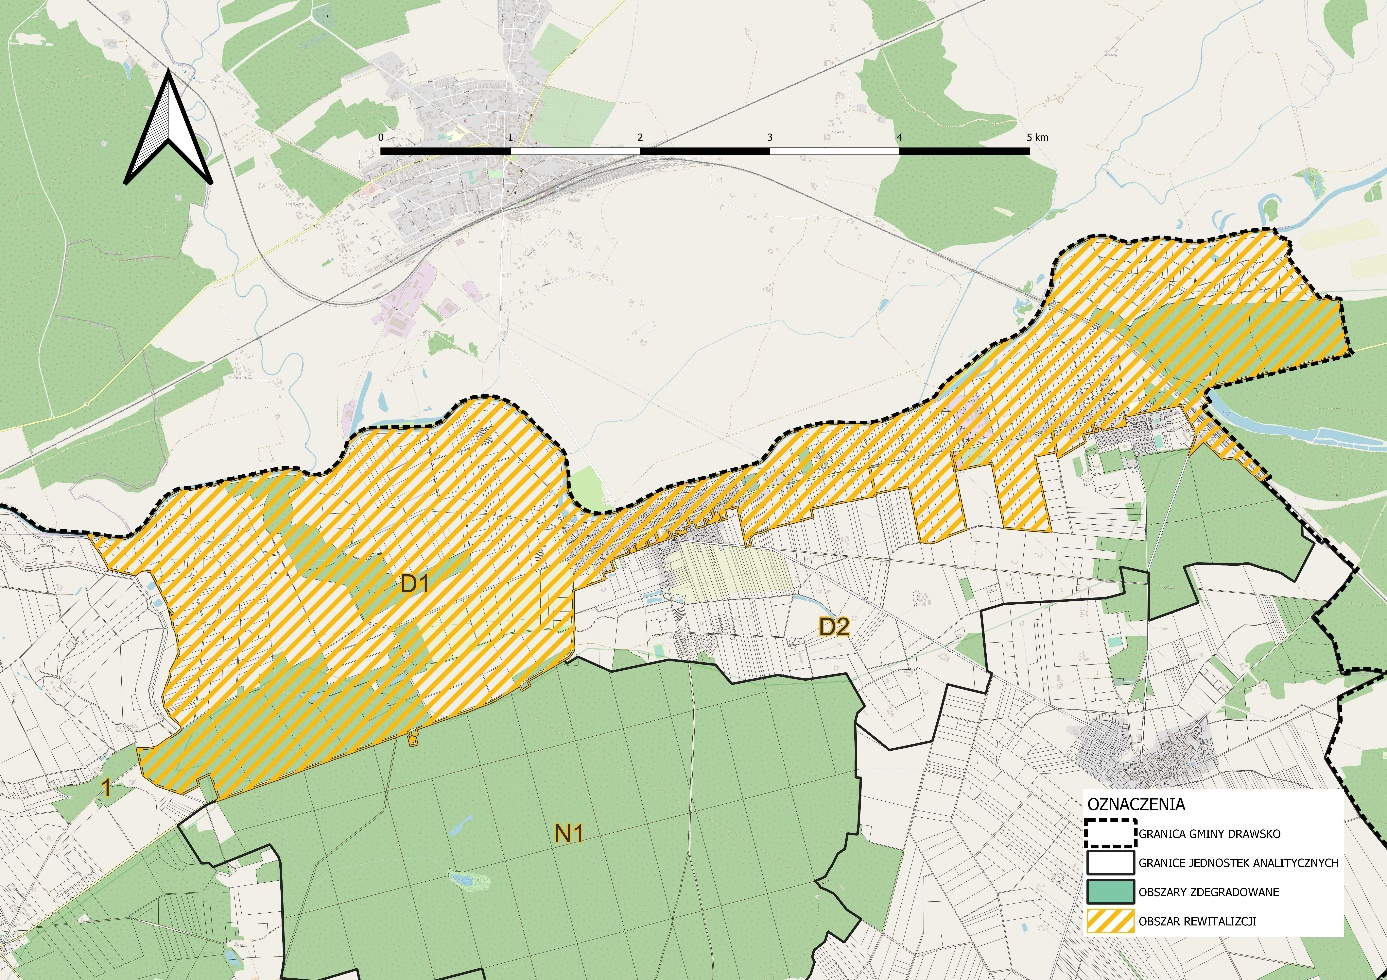 0 1 2 3 4 5 km
D1
D2
1
N1
OZNACZENIA
GRANICA GMINY DRAWSKO
GRANICE JEDNOSTEK ANALITYCZNYCH
OBSZARY ZDEGRADOWANE
OBSZAR REWITALIZCJI